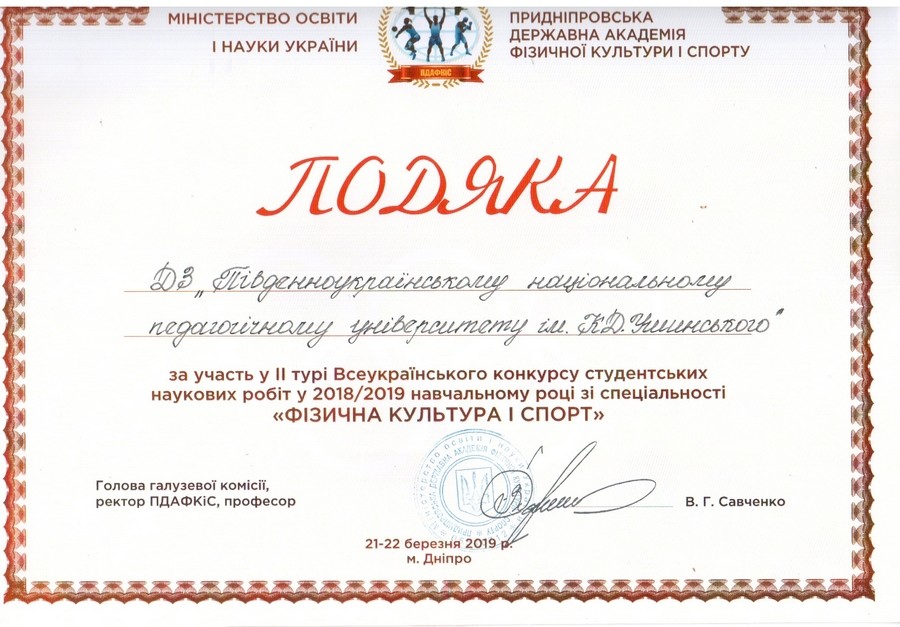 МІНІСТЕРСТВО ОСВІТИ
І НАУКИ УКРАЇНИ
ПДАФКІС
ПРИДНІПРОВСЬКА
ДЕРЖАВНА АКАДЕМІЯ
ФІЗИЧНОЇ КУЛЬТУРИ І СПОРТУ
ПОДЯКА
ДЗ „Південноукраїнському національному
педагогічному університету ім. К.Д.Ушинського"
за участь у ІІ турі Всеукраїнського конкурсу студентських
наукових робіт у 2018/2019 навчальному році зі спеціальності
«ФІЗИЧНА КУЛЬТУРА І СПОРТ»
Голова галузевої комісії,
ректор ПДАФКіС, професор
В. Г. Савченко
21-22 березня 2019 р.
м. Дніпро